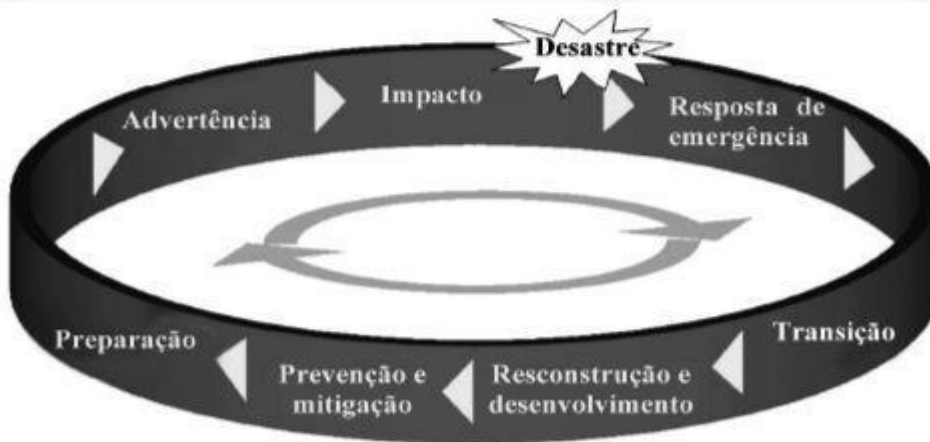 Desastre
Impacto
Advertência
Resposta de
emergência
Transição
Preparação
Resconstrução e
desenvolvimento
Prevenção e
mitigação